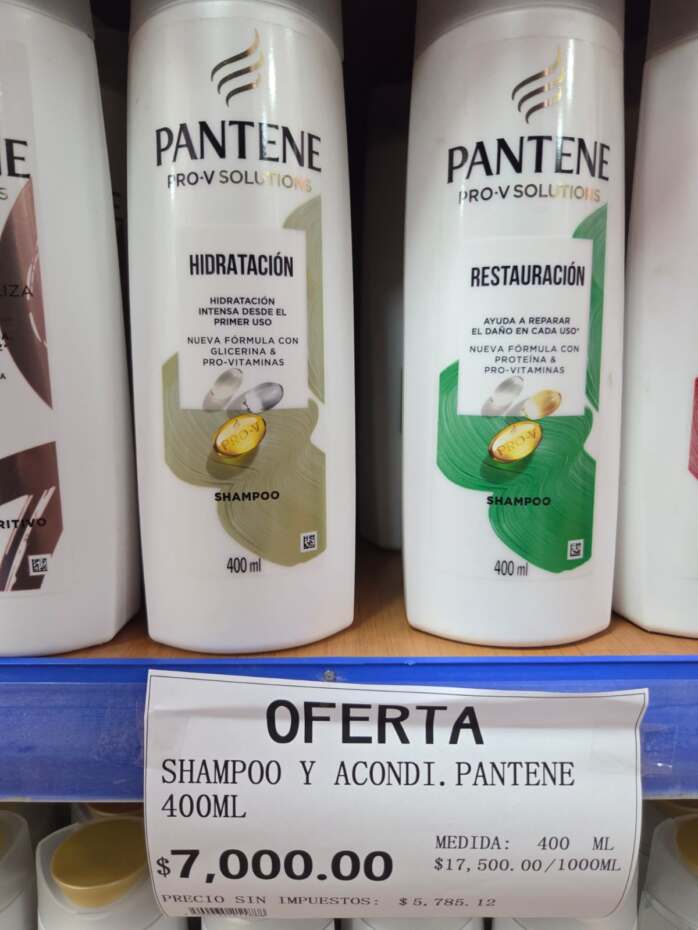 PANTENE
PRO-V SOLUTIONS
HIDRATACIÓN
HIDRATACIÓN
INTENSA DESDE EL
PRIMER USO
NUEVA FÓRMULA CON
GLICERINA &
PRO-VITAMINAS
PRO-V
SHAMPOO
400 ml
PANTENE
PRO-V SOLUTIONS
RESTAURACIÓN
AYUDA A REPARAR
EL DAÑO EN CADA USO*
NUEVA FÓRMULA CON
PROTEÍNA &
PRO-VITAMINAS
PRO-V
SHAMPOO
400 ml
OFERTA
SHAMPOO Y ACONDI.PANTENE
400ML
$7,000.00
MEDIDA: 400 ML
$17,500.00/1000ML
PRECIO SIN IMPUESTOS: $5,785.12